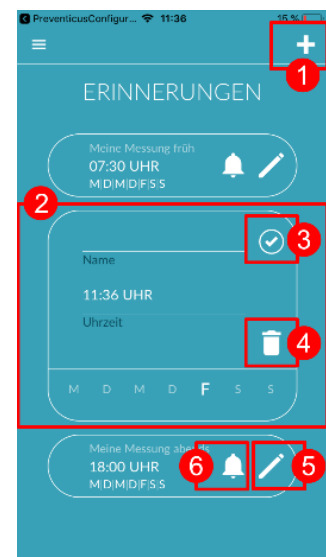 PreventicusConfigur... 11:36 15 %
1
ERINNERUNGEN
Meine Messung früh
07:30 UHR
M|D|M|D|F|S|S
2
3
Name
11:36 UHR
Uhrzeit
4
M D M D F S S
Meine Messung abends
18:00 UHR
M|D|M|D|F|S|S
6
5